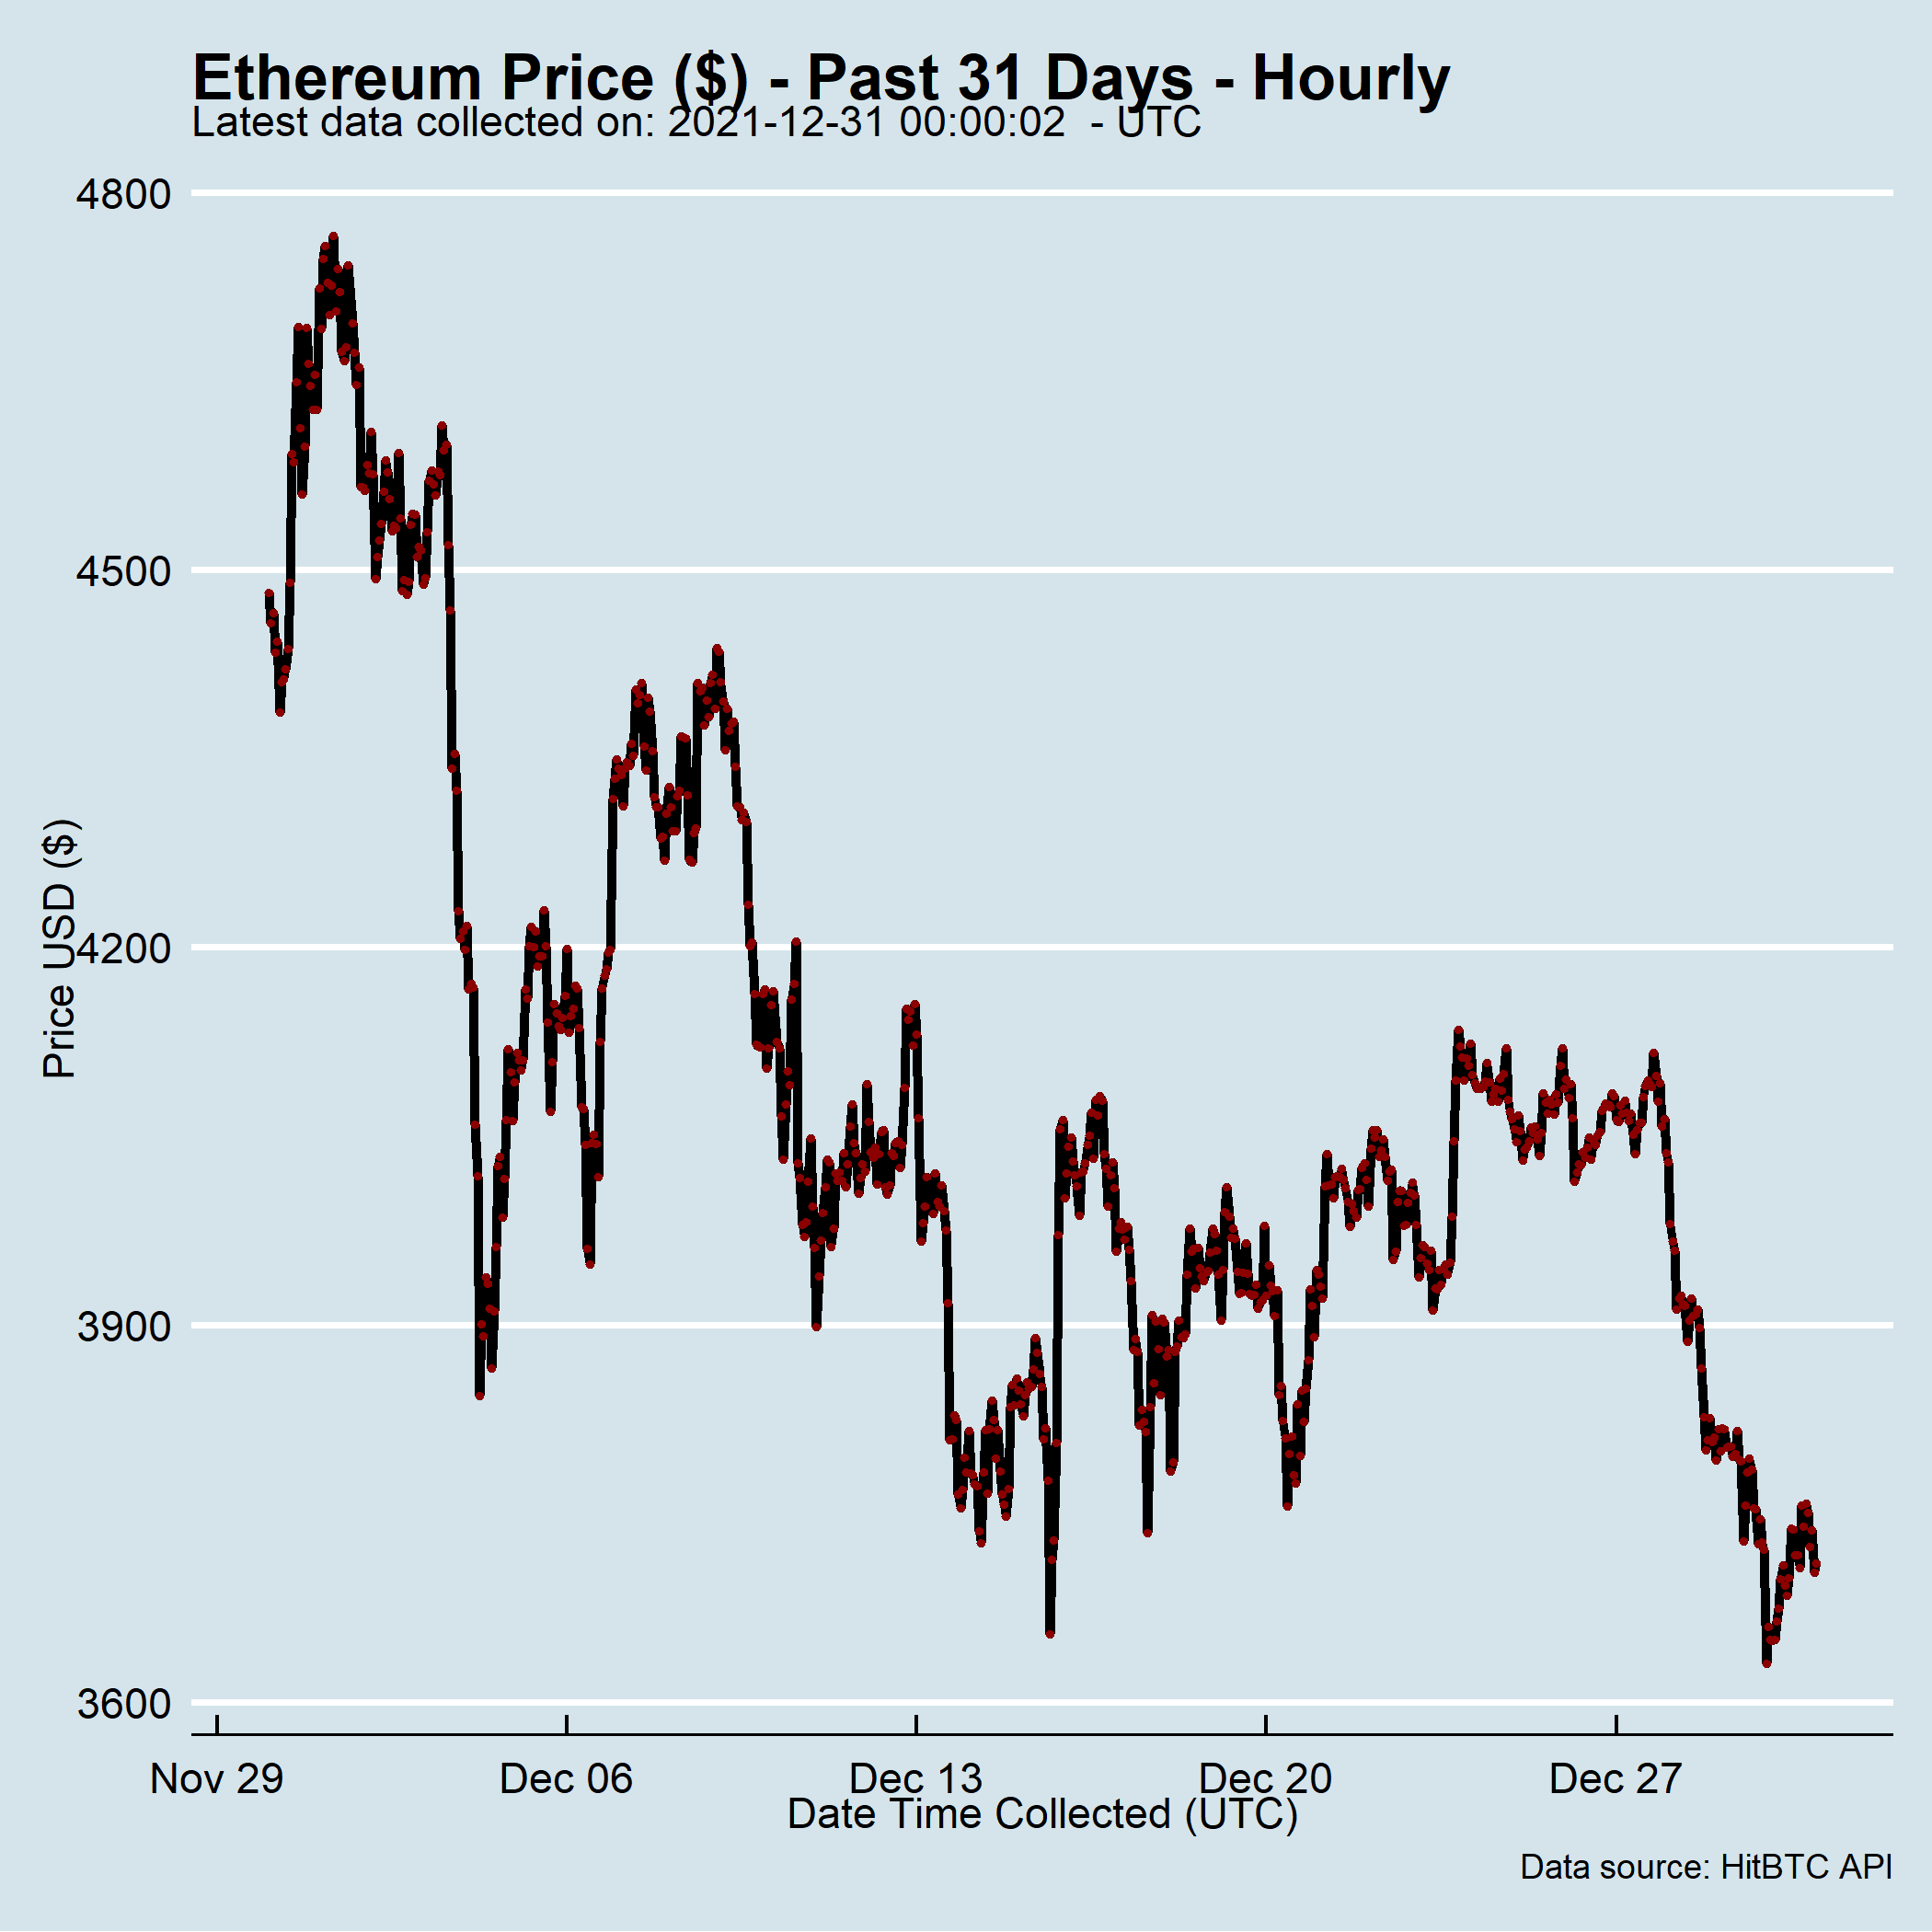 Ethereum Price ($) - Past 31 Days - Hourly
Latest data collected on: 2021-12-31 00:00:02  - UTC
4800
4500
4200
3900
3600
Price USD ($)
Nov 29
Dec 06
Dec 13
Dec 20
Dec 27
Date Time Collected (UTC)
Data source: HitBTC API